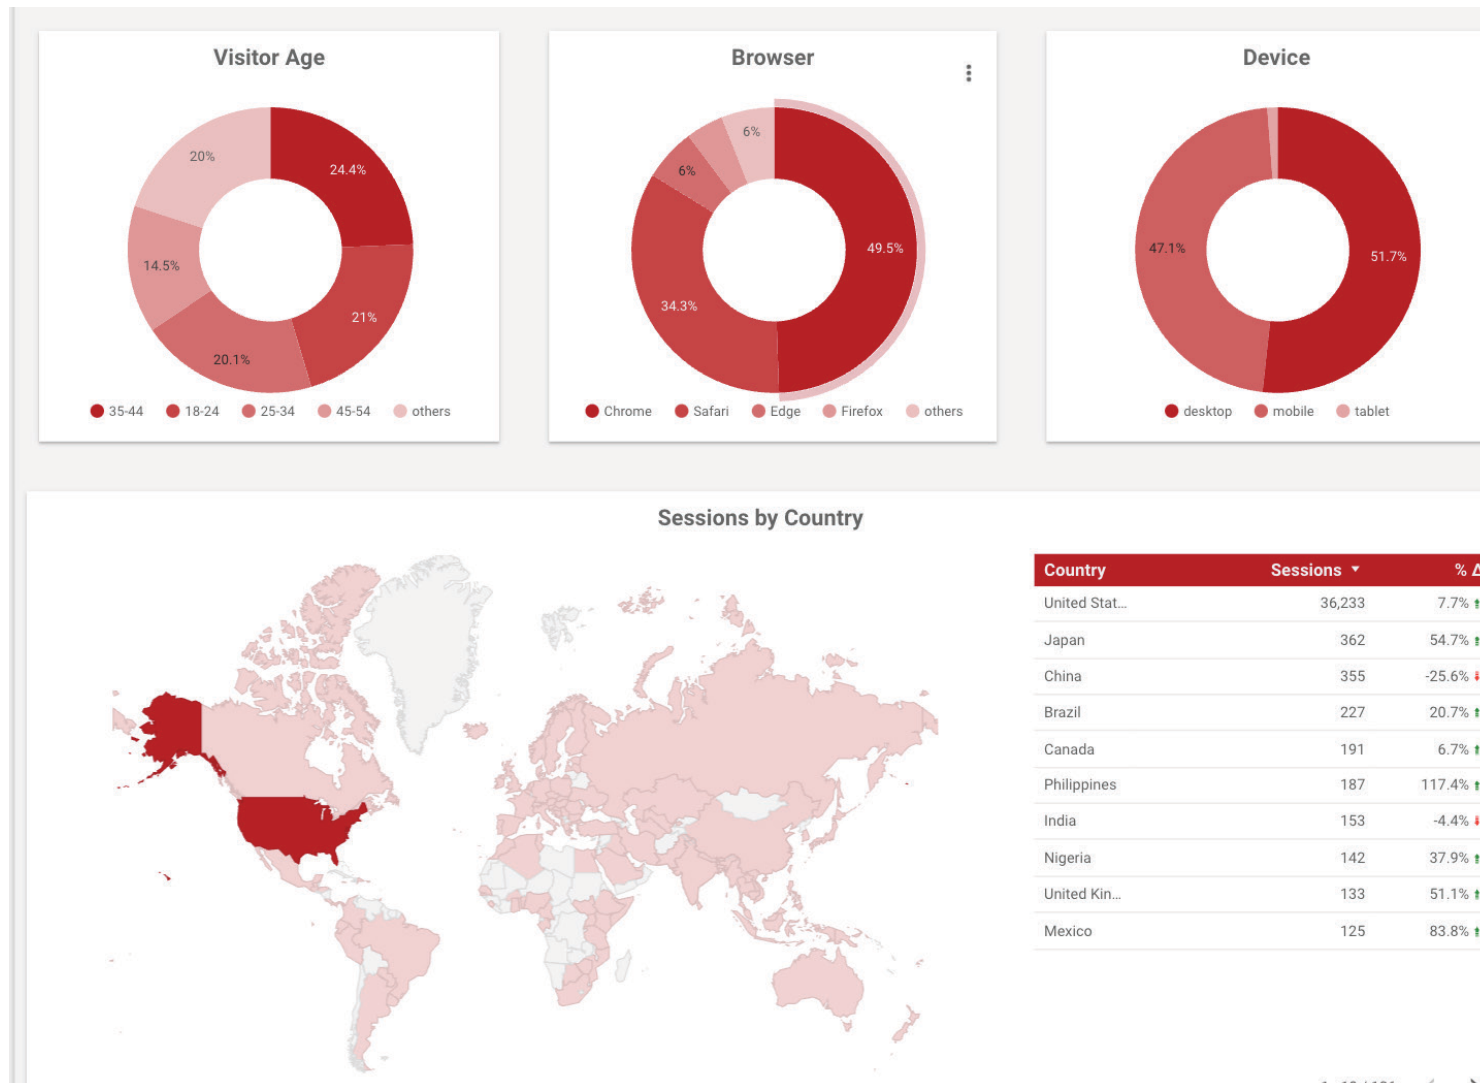 Visitor Age
20%
24.4%
14.5%
21%
20.1%
35-44 18-24 25-34 45-54 others
Browser
6%
6%
49.5%
34.3%
Chrome Safari Edge Firefox others
Device
47.1%
51.7%
desktop mobile tablet
Sessions by Country
Country Sessions % Δ
United Stat... 36,233 7.7%
Japan 362 54.7%
China 355 -25.6%
Brazil 227 20.7%
Canada 191 6.7%
Philippines 187 117.4%
India 153 -4.4%
Nigeria 142 37.9%
United Kin... 133 51.1%
Mexico 125 83.8%